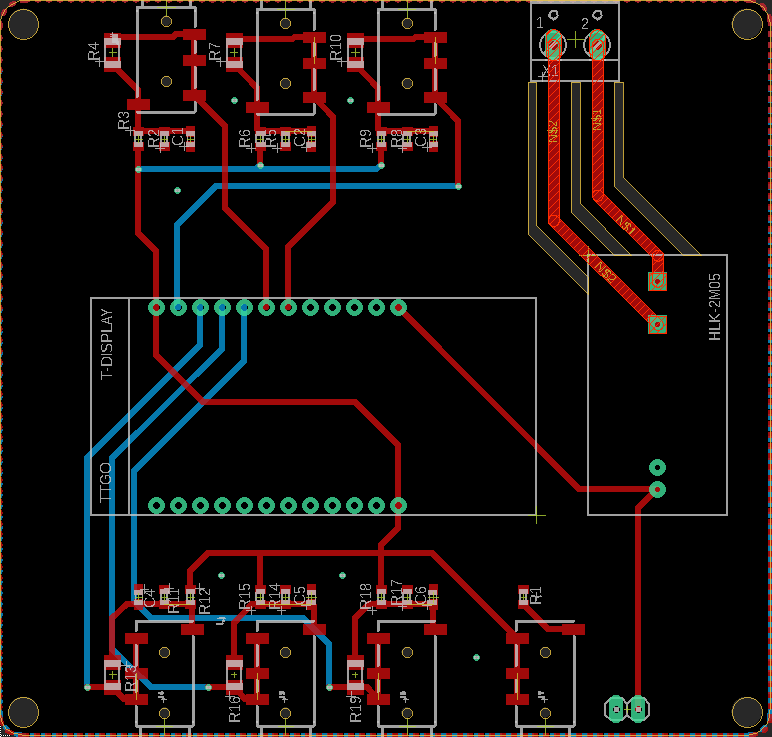 1
2
X1
R4
R7
R10
R3
R2
C1
R6
R5
C2
R9
R8
C3
N$2
N$1
N$1
N$2
HLK-2M05
T-DISPLAY
TTGO
C4
R11
R12
R15
R14
C5
R18
R17
C6
R1
R13
R16
R19